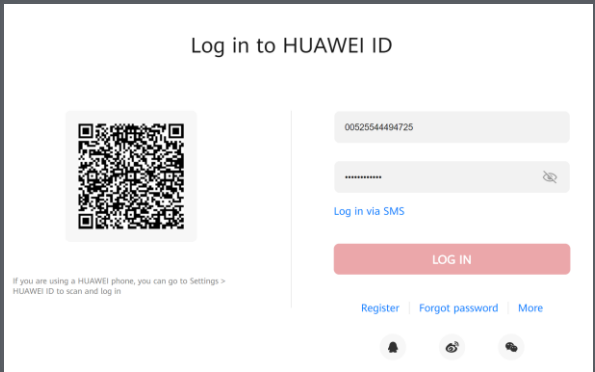 Log in to HUAWEI ID
00525544494725
••••••••••••
Log in via SMS
LOG IN
If you are using a HUAWEI phone, you can go to Settings >
HUAWEI ID to scan and log in
Register
Forgot password
More